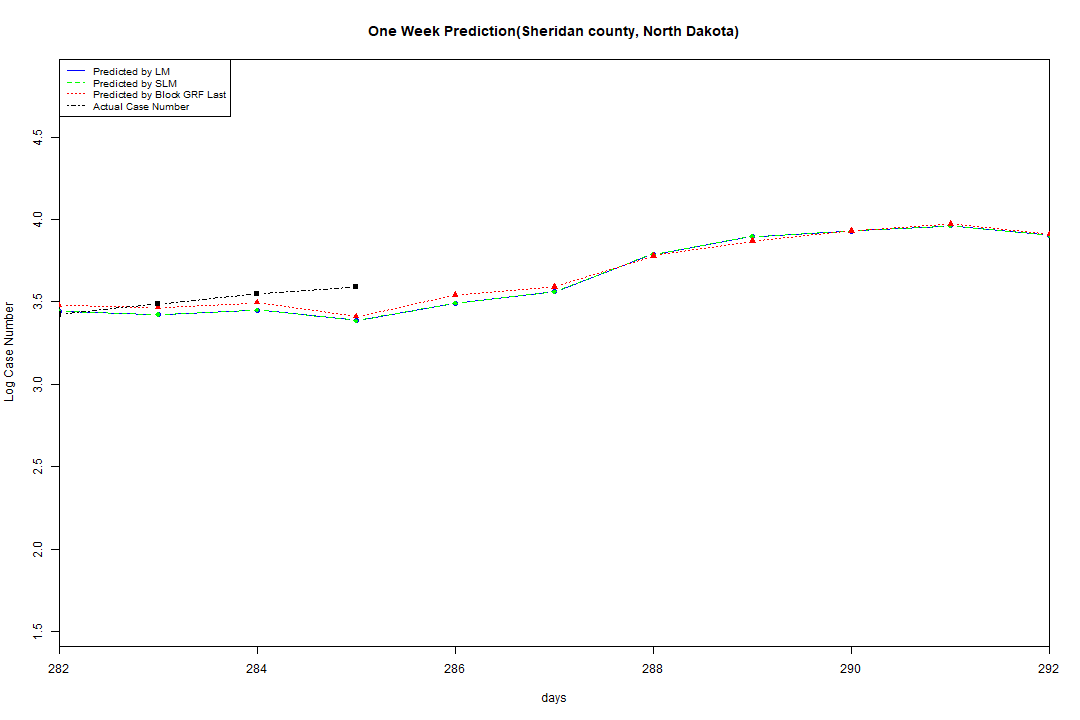 One Week Prediction(Sheridan county, North Dakota)
Predicted by LM
Predicted by SLM
Predicted by Block GRF Last
Actual Case Number
4.5
4.0
3.5
3.0
2.5
2.0
1.5
Log Case Number
282 284 286 288 290 292
days